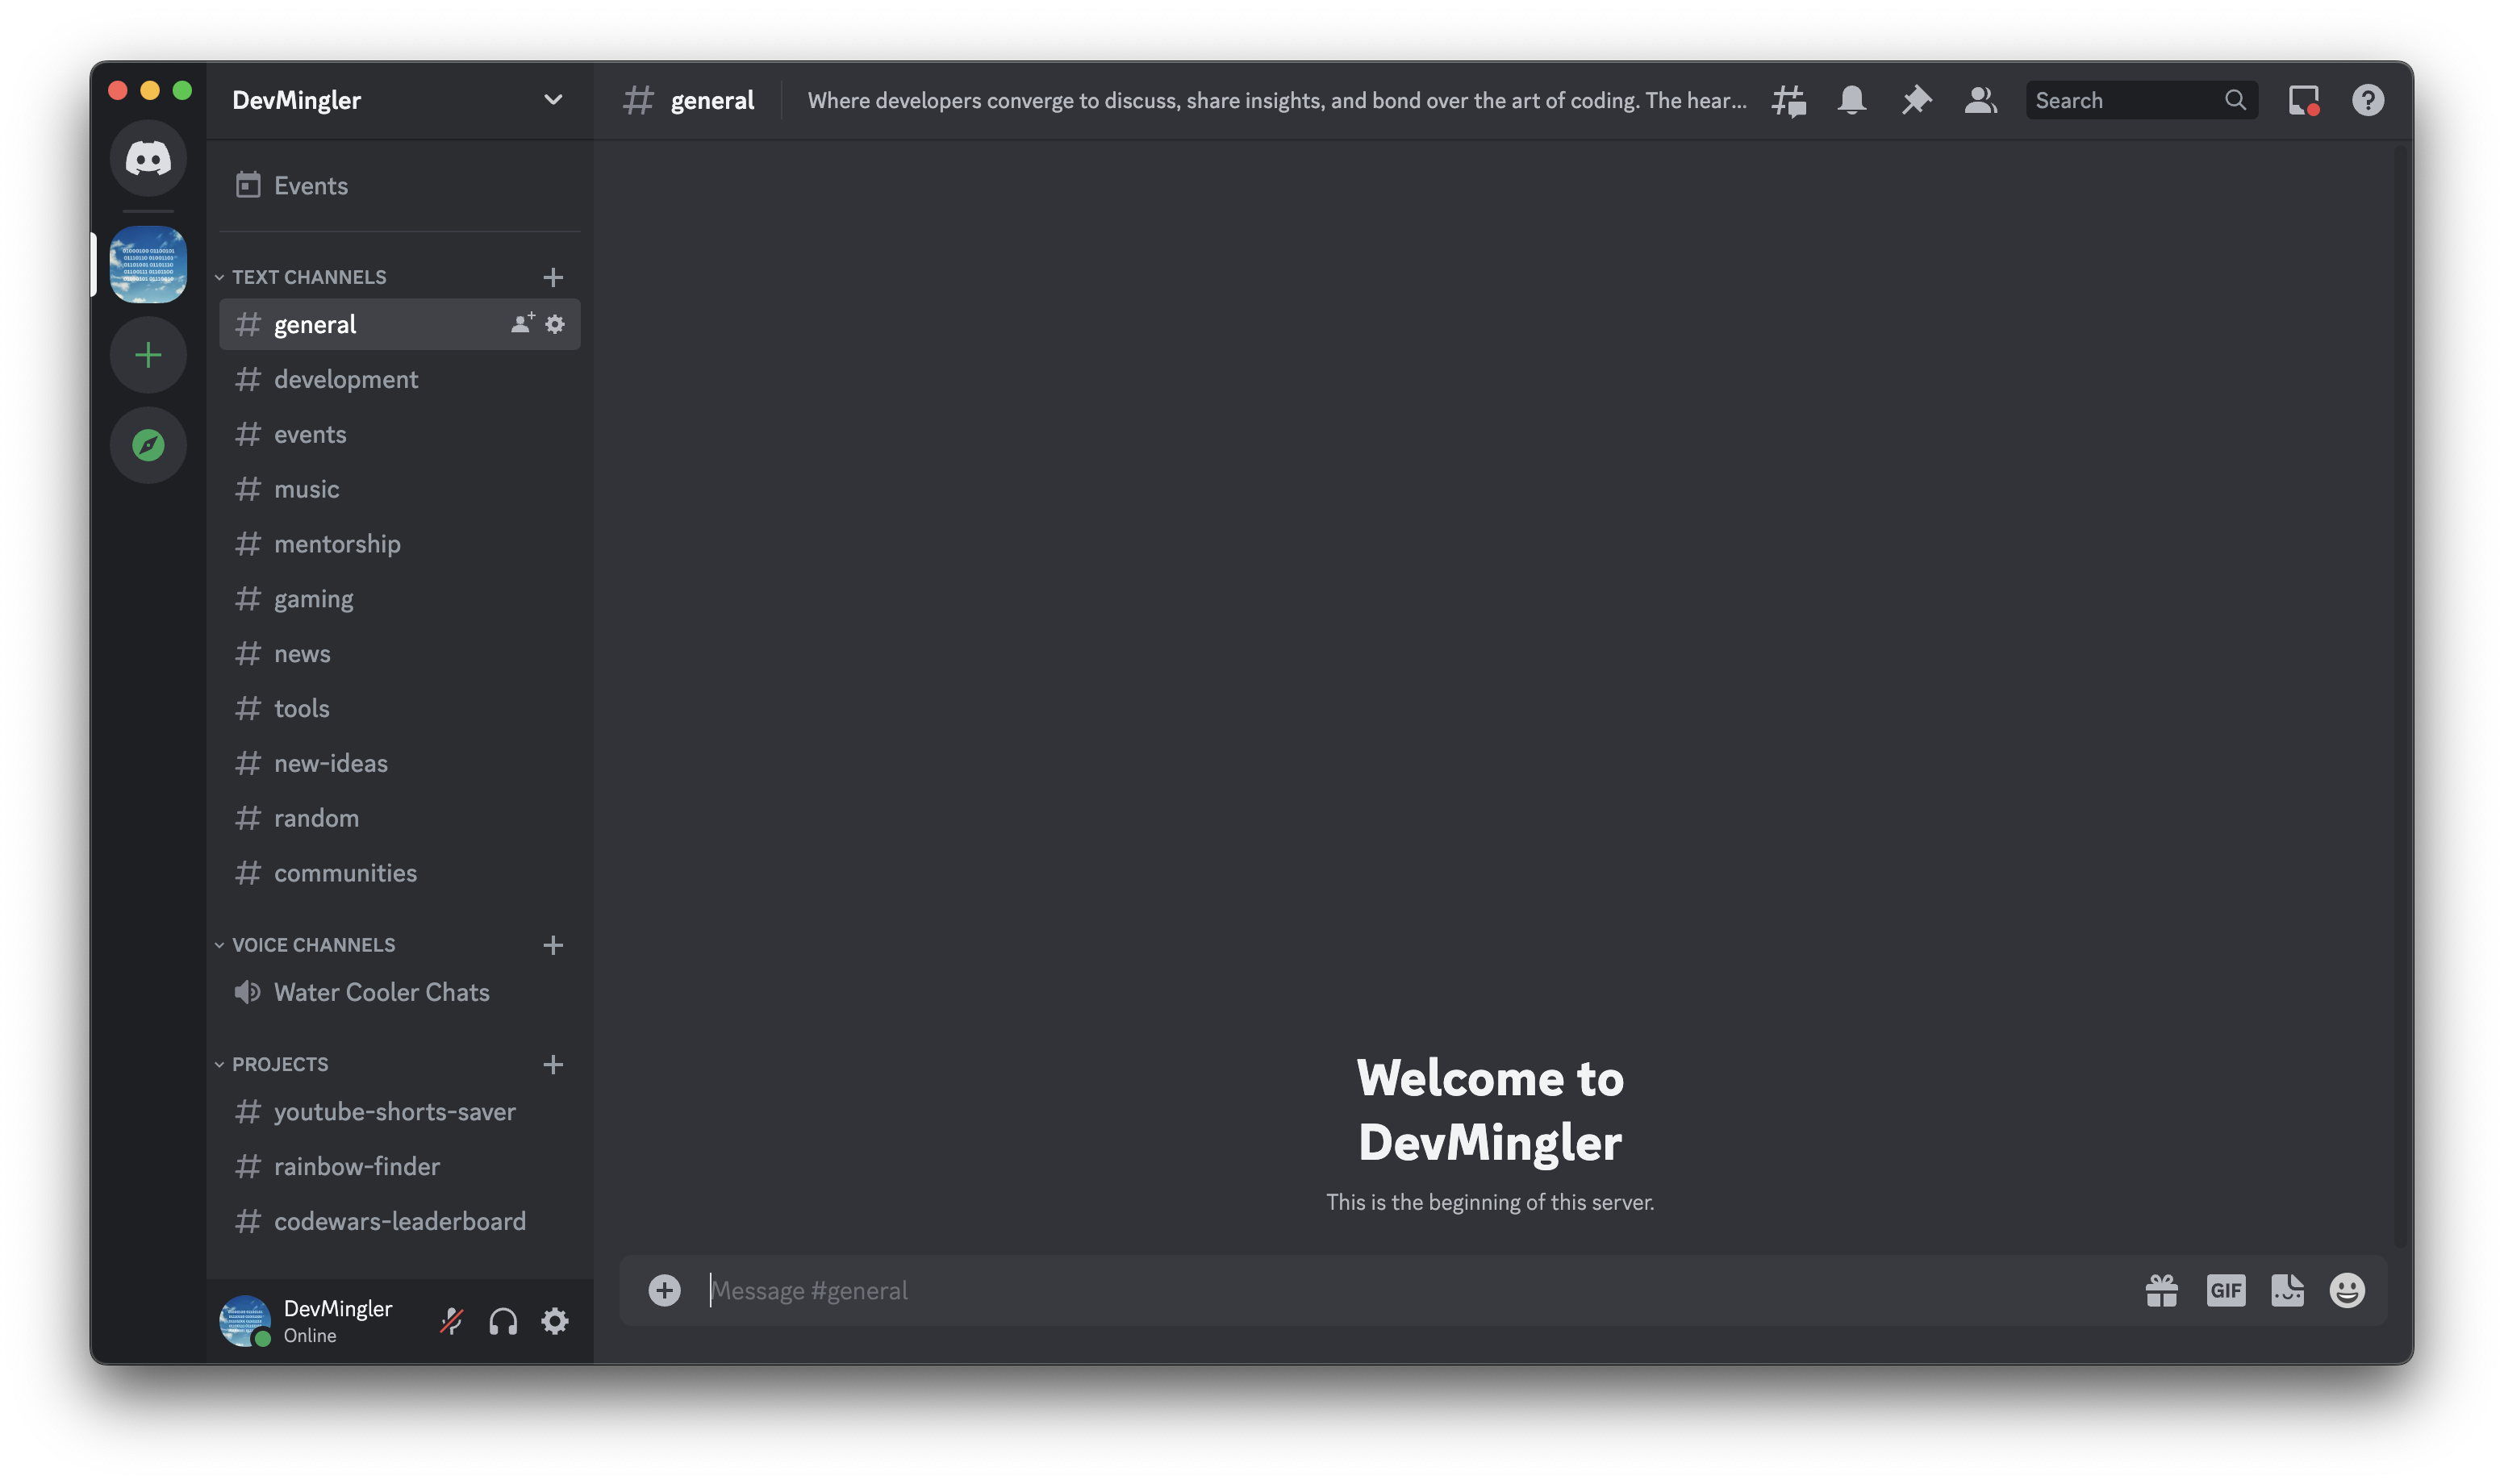 DevMingler
Events
TEXT CHANNELS
general
development
events
music
mentorship
gaming
news
tools
new-ideas
random
communities
VOICE CHANNELS
Water Cooler Chats
PROJECTS
youtube-shorts-saver
rainbow-finder
codewars-leaderboard
DevMingler
Online
general
Where developers converge to discuss, share insights, and bond over the art of coding. The hear...
Search
Welcome to
DevMingler
This is the beginning of this server.
Message #general
GIF